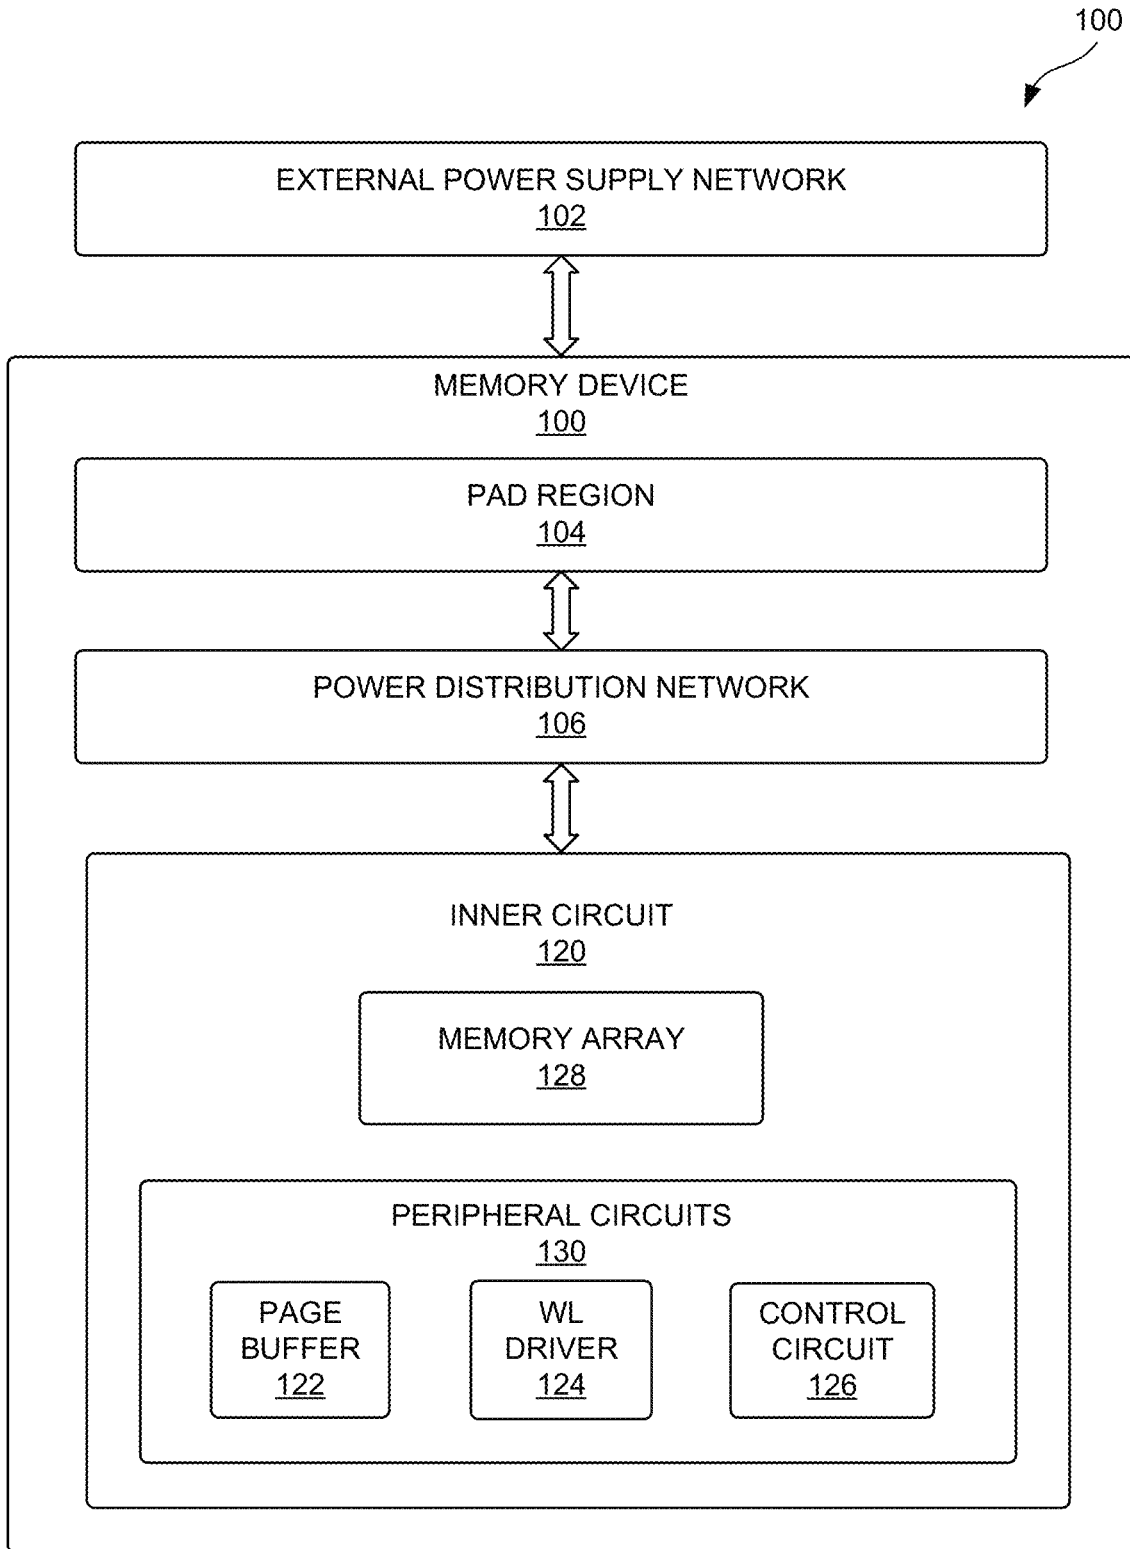 100
EXTERNAL POWER SUPPLY NETWORK
102
MEMORY DEVICE
100
PAD REGION
104
POWER DISTRIBUTION NETWORK
106
INNER CIRCUIT
120
MEMORY ARRAY
128
PERIPHERAL CIRCUITS
130
PAGE
BUFFER
122
WL
DRIVER
124
CONTROL
CIRCUIT
126